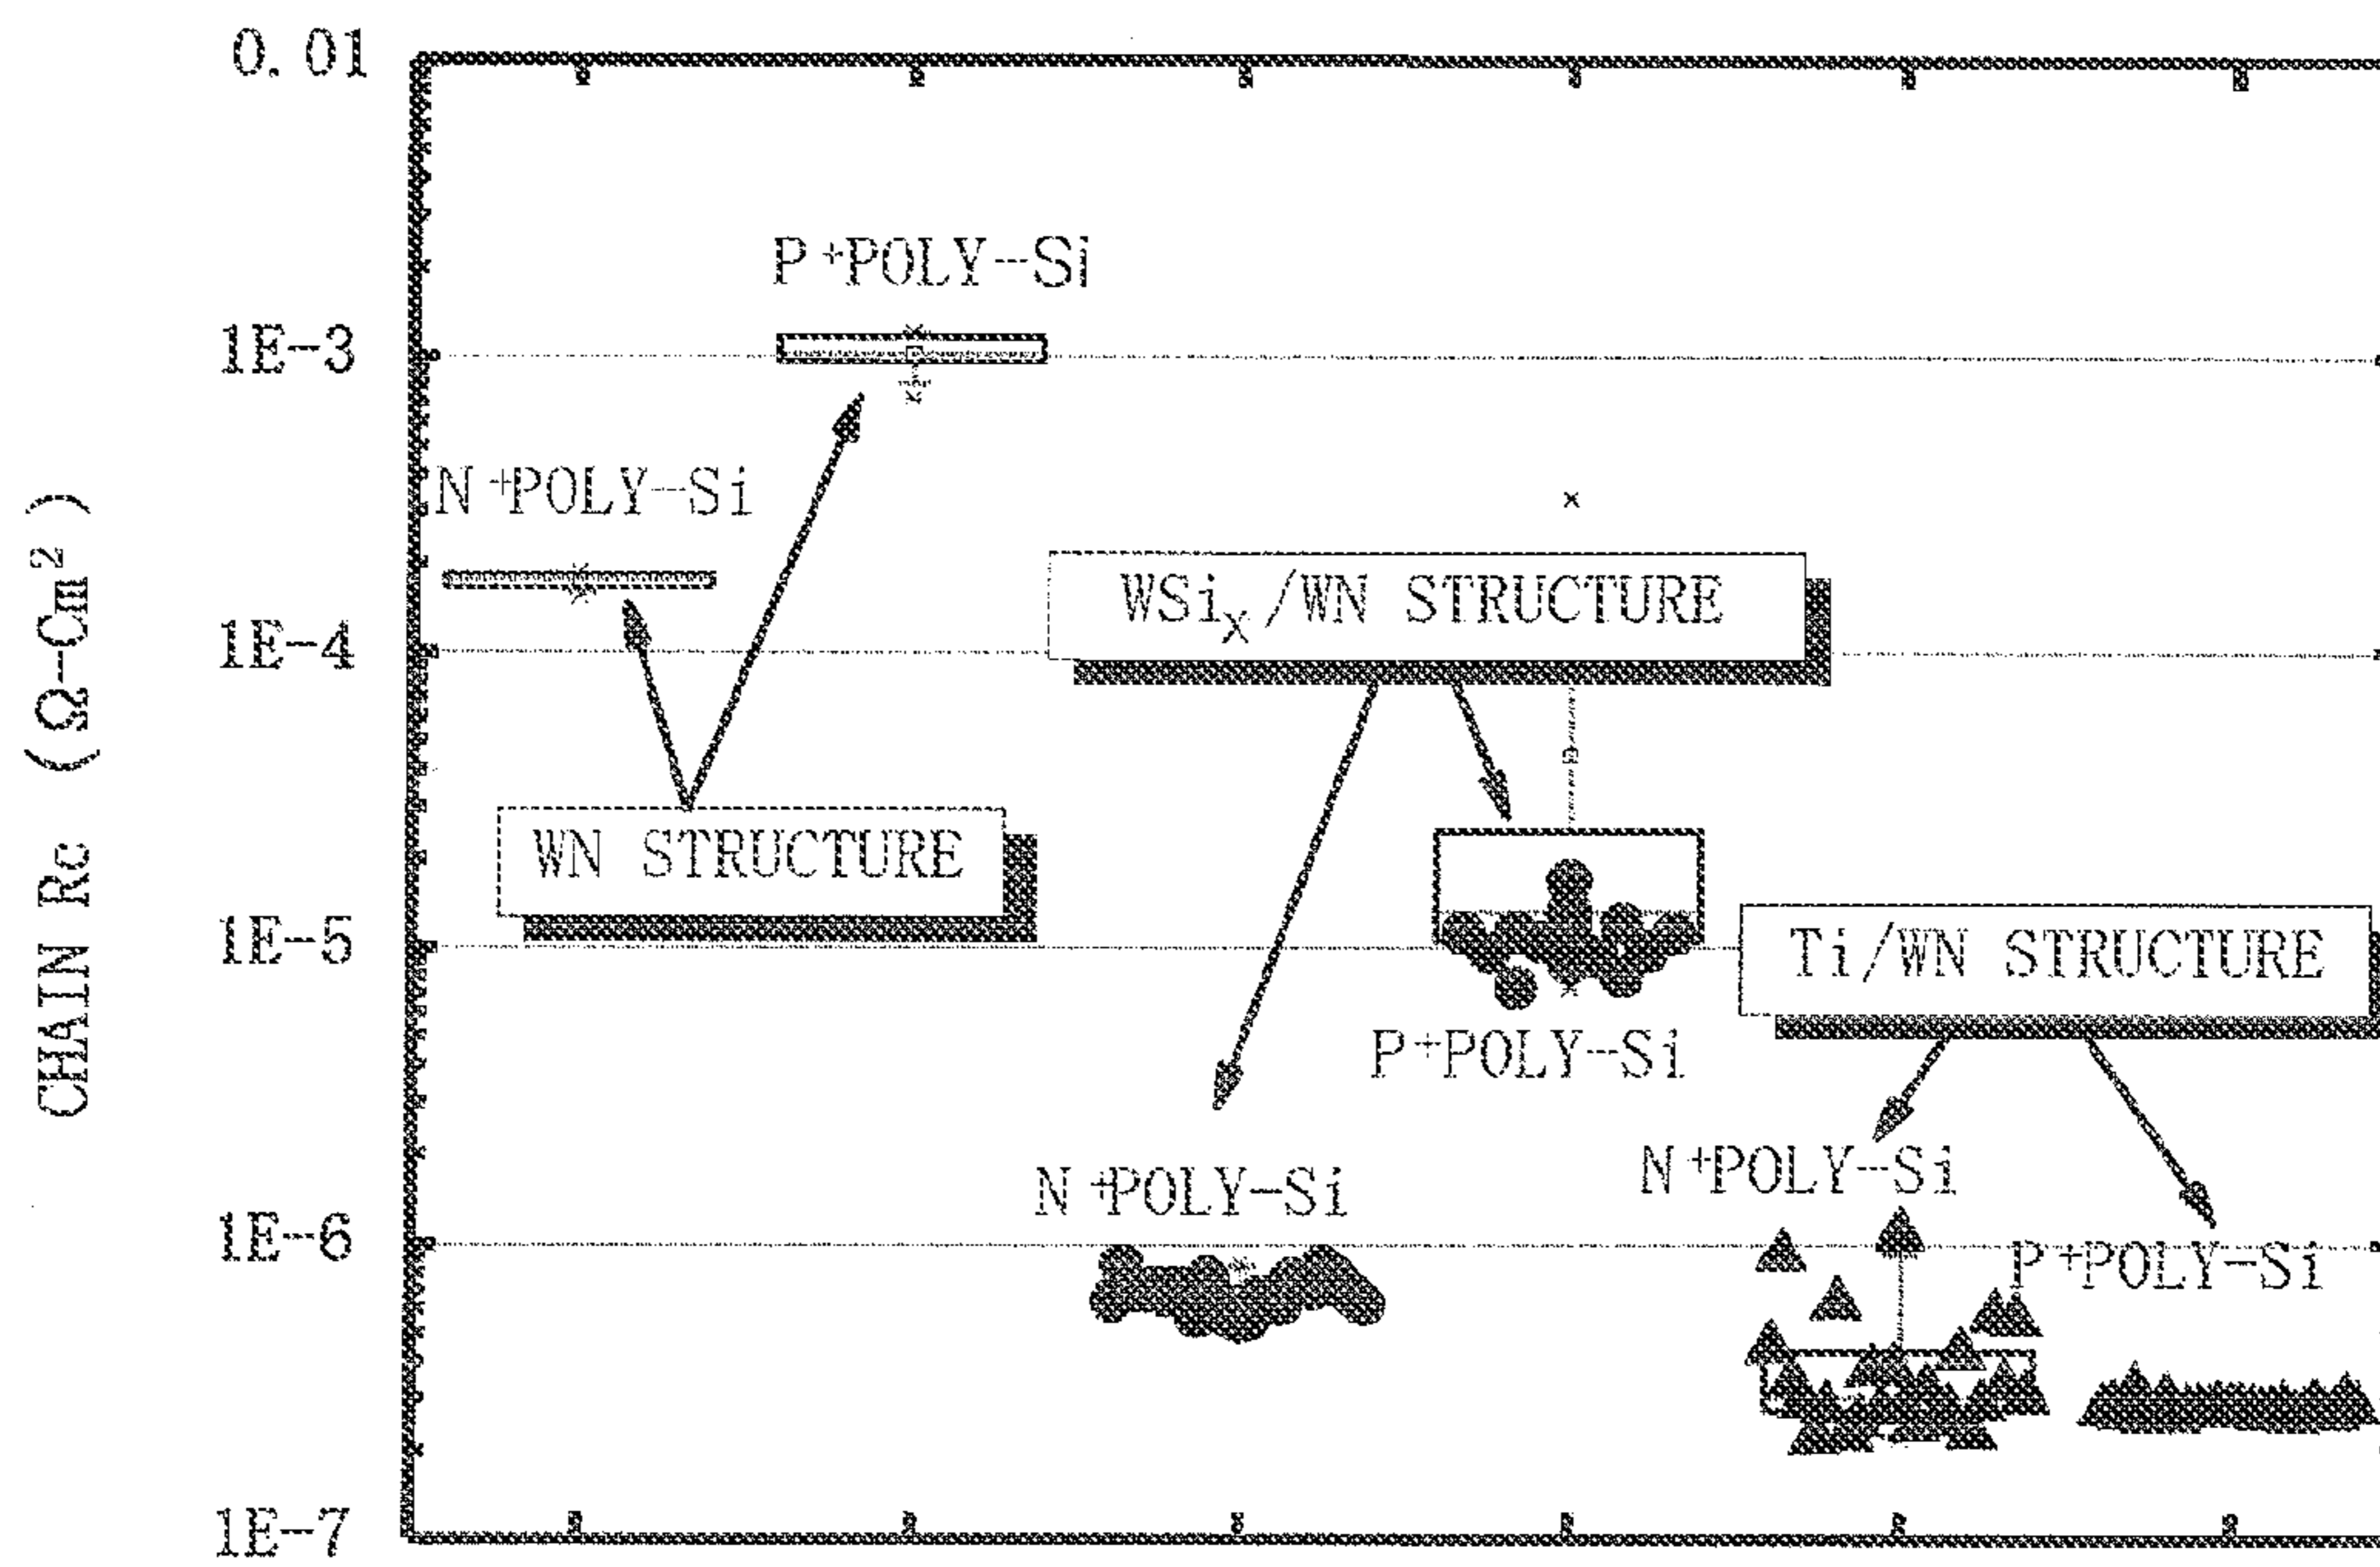 0.01
P+POLY-Si
1E-3
N+POLY-Si
WSiX/WN STRUCTURE
1E-4
CHAIN Rc (Ω-Cm²)
WN STRUCTURE
1E-5
Ti/WN STRUCTURE
P+POLY-Si
N+POLY-Si
N+POLY-Si
1E-6
P+POLY-Si
1E-7